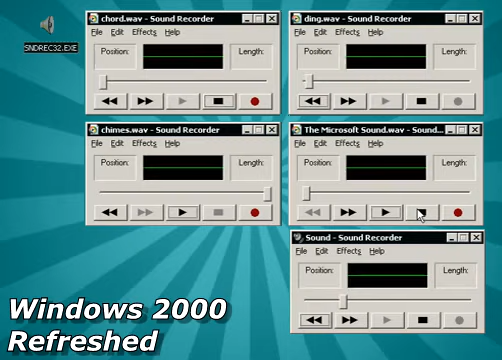 SNDREC32.EXE
chord.wav - Sound Recorder
File Edit Effects Help
Position:
Length:
ding.wav - Sound Recorder
File Edit Effects Help
Position:
Length:
chimes.wav - Sound Recorder
File Edit Effects Help
Position:
Length:
The Microsoft Sound.wav - Sound...
File Edit Effects Help
Position:
Length:
Sound - Sound Recorder
File Edit Effects Help
Position:
Length:
Windows 2000
Refreshed